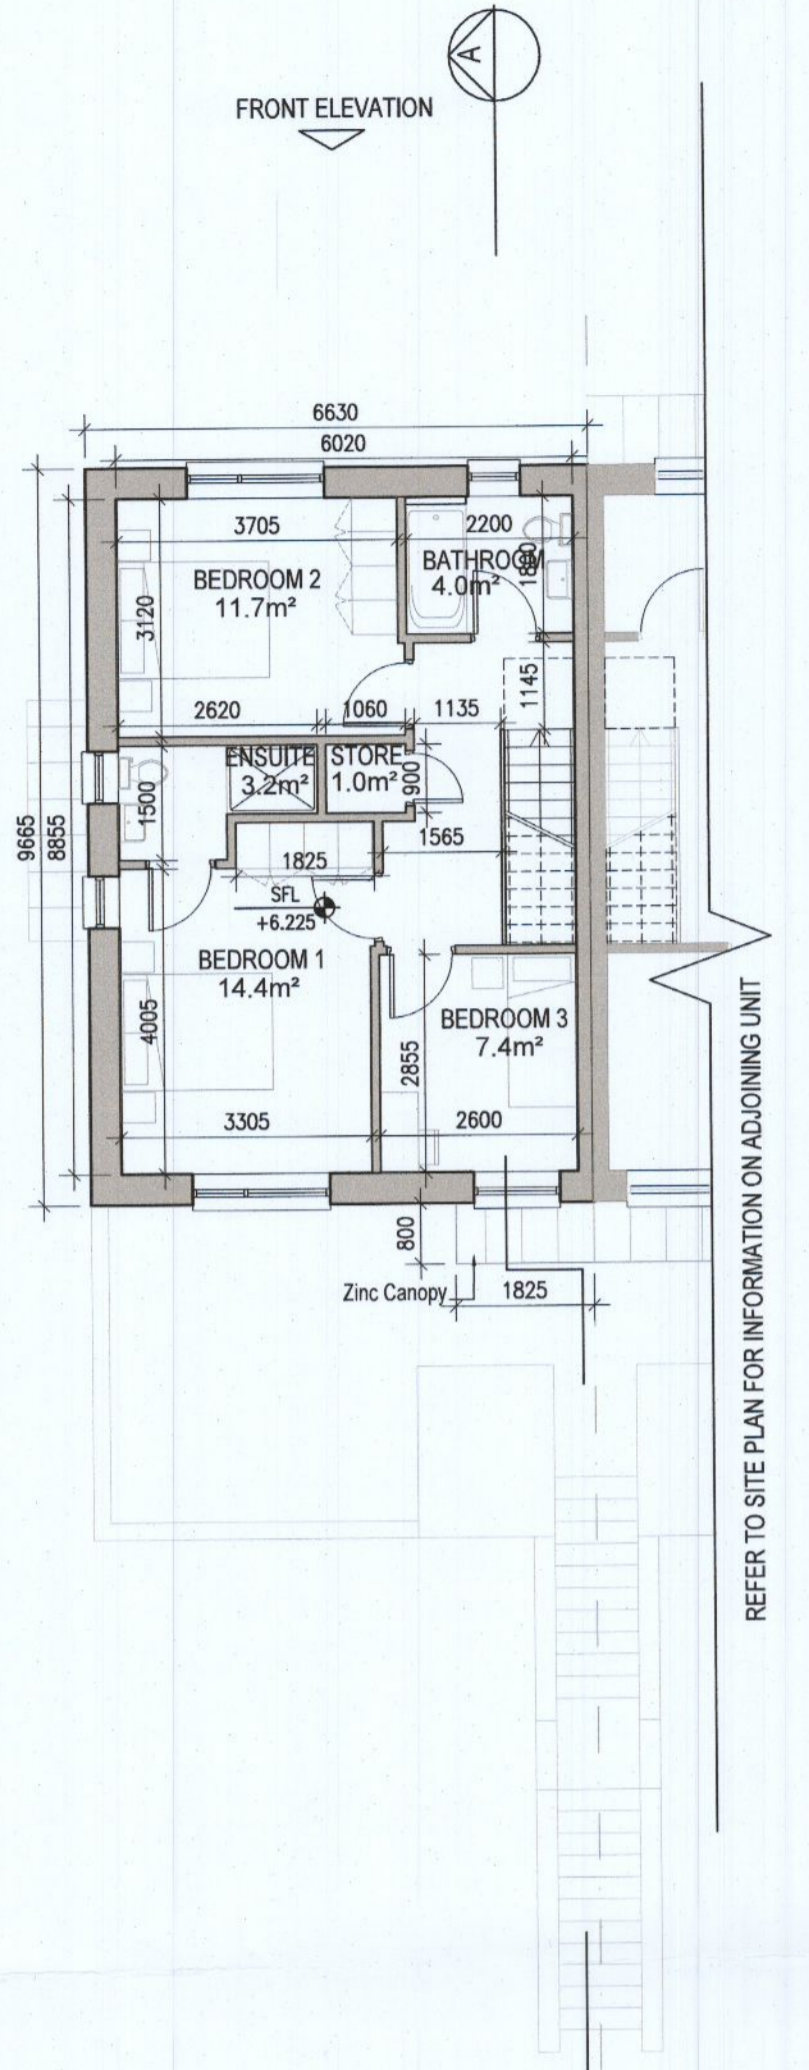 A
FRONT ELEVATION
6630
6020
3705
2200
BEDROOM 2
11.7m²
BATHROOM
4.0m²
1800
3120
2620
1060
1135
1145
ENSUITE
3.2m²
STORE
1.0m²
900
1500
9665
8855
1825
1565
SFL
+6.225
BEDROOM 1
14.4m²
BEDROOM 3
7.4m²
4005
2855
3305
2600
800
Zinc Canopy
1825
REFER TO SITE PLAN FOR INFORMATION ON ADJOINING UNIT